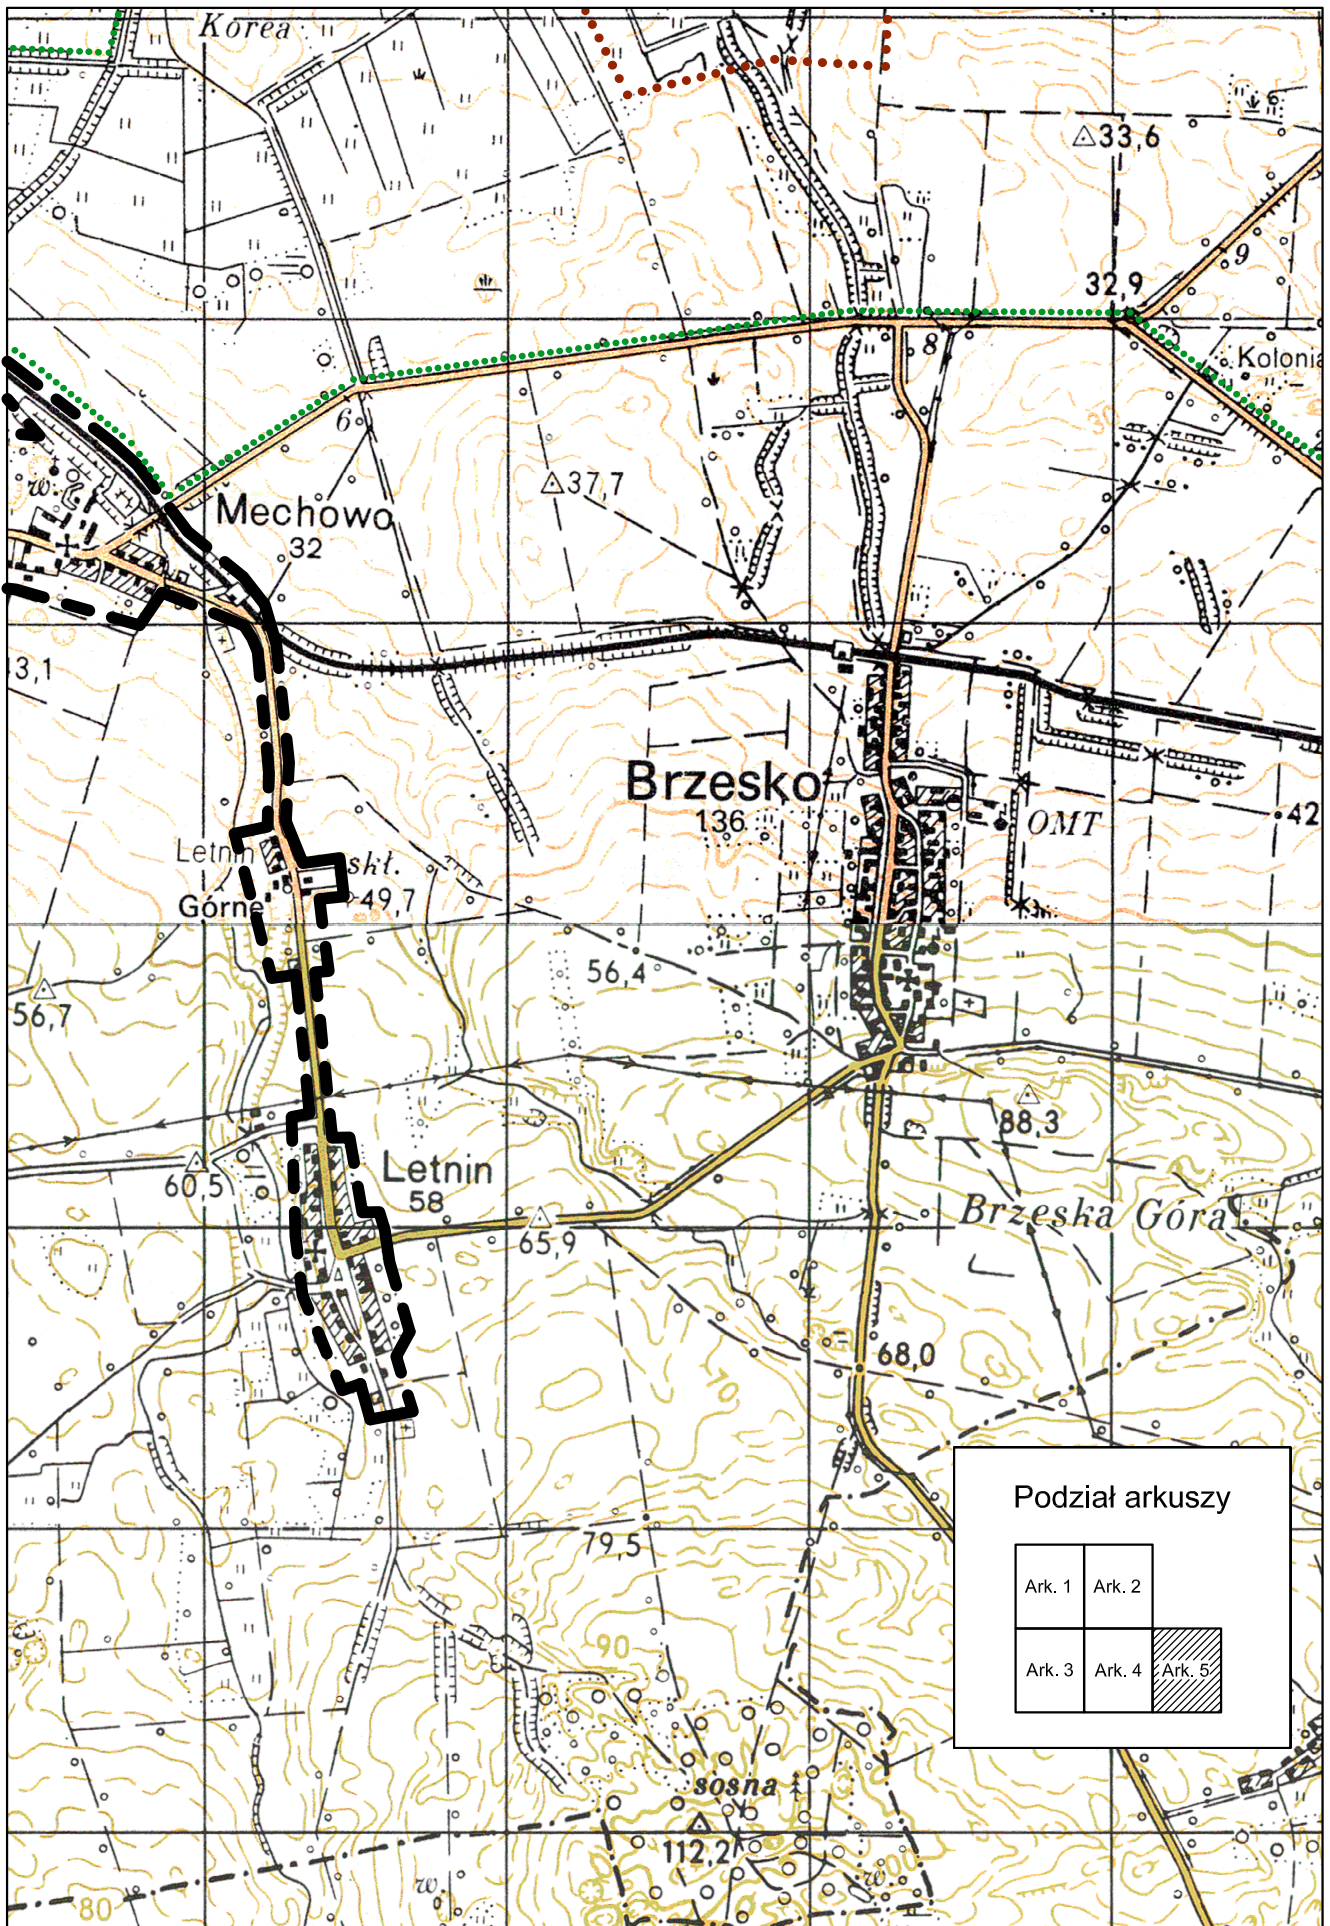 Korea
33,6
9
32,9
8
Kolonia
30
6
37,7
w.
Mechowo
32
Brzesko
136
OMT
42
Letnin
Górne
skł.
49,7
56,4
56,7
88,3
60,5
Letnin
58
65,9
Brzeska Góra
68,0
79,5
90
sosna
112,2
w.
w
80
Podział arkuszy
Ark. 1
Ark. 2
Ark. 3
Ark. 4
Ark. 5